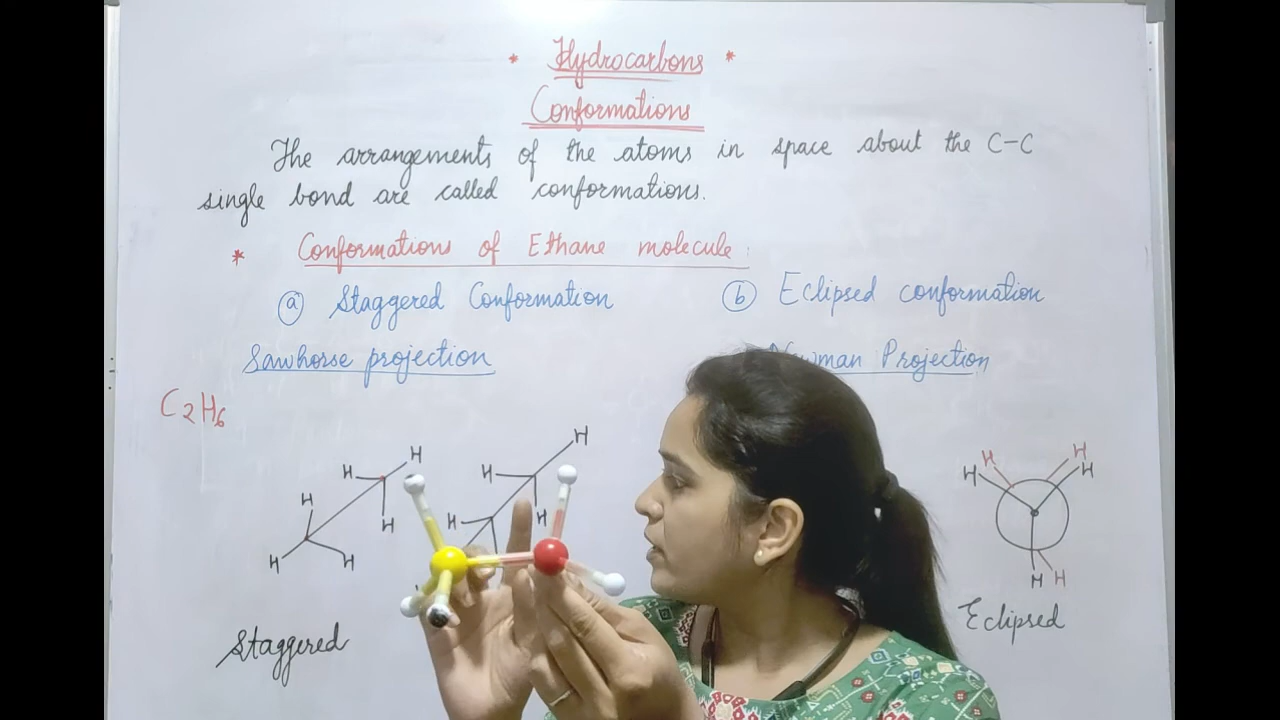 * Hydrocarbons *
Conformations
The arrangements of the atoms in space about the C-C
single bond are called conformations.
* Conformations of Ethane molecule:
(a) Staggered Conformation (b) Eclipsed conformation
Sawhorse projection Projection
C2H6
H H H
H H
H H H H
H H
H H
H H
H H
Staggered
Eclipsed